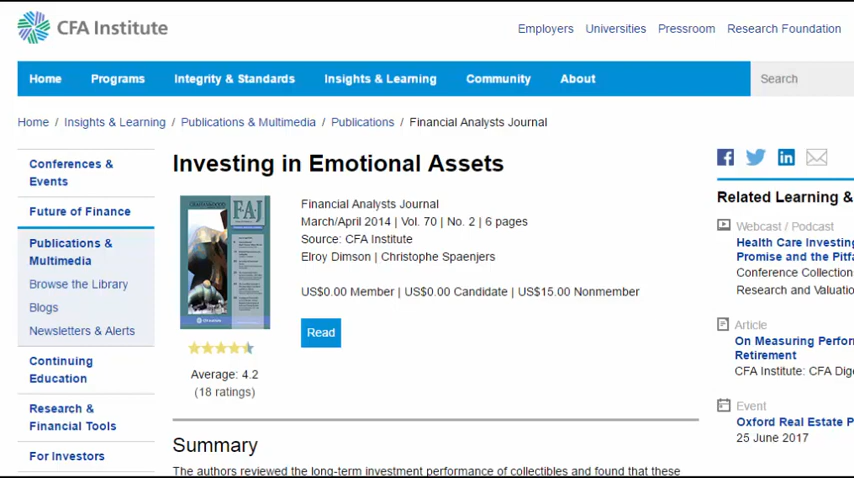 CFA Institute
Employers Universities Pressroom Research Foundation
Home Programs Integrity & Standards Insights & Learning Community About Search
Home / Insights & Learning / Publications & Multimedia / Publications / Financial Analysts Journal
Conferences &
Events
Future of Finance
Publications &
Multimedia
Browse the Library
Blogs
Newsletters & Alerts
Continuing
Education
Research &
Financial Tools
For Investors
Investing in Emotional Assets
FAJ
Financial Analysts Journal
March/April 2014 | Vol. 70 | No. 2 | 6 pages
Source: CFA Institute
Elroy Dimson | Christophe Spaenjers
US$0.00 Member | US$0.00 Candidate | US$15.00 Nonmember
Read
Average: 4.2
(18 ratings)
Summary
The authors reviewed the long-term investment performance of collectibles and found that these
Related Learning &
Webcast / Podcast
Health Care Investing
Promise and the Pitfa
Conference Collection
Research and Valuatio
Article
On Measuring Perforn
Retirement
CFA Institute: CFA Dige
Event
Oxford Real Estate P
25 June 2017